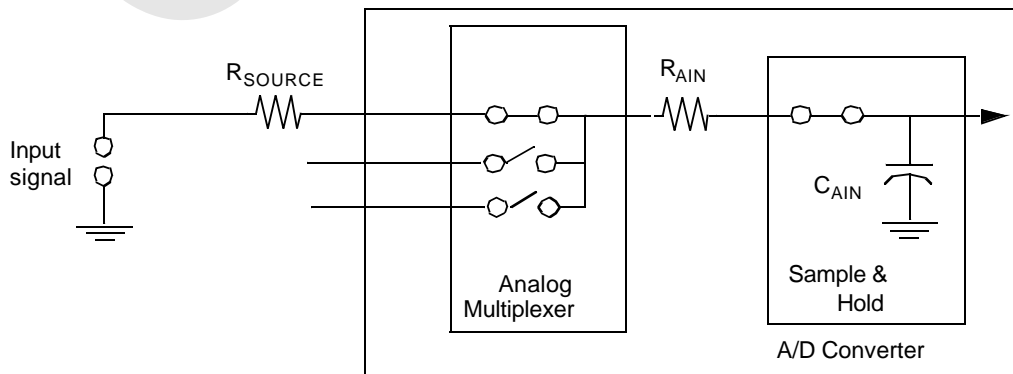 R_SOURCE
R_AIN
Input
signal
C_AIN
Analog
Multiplexer
Sample &
Hold
A/D Converter